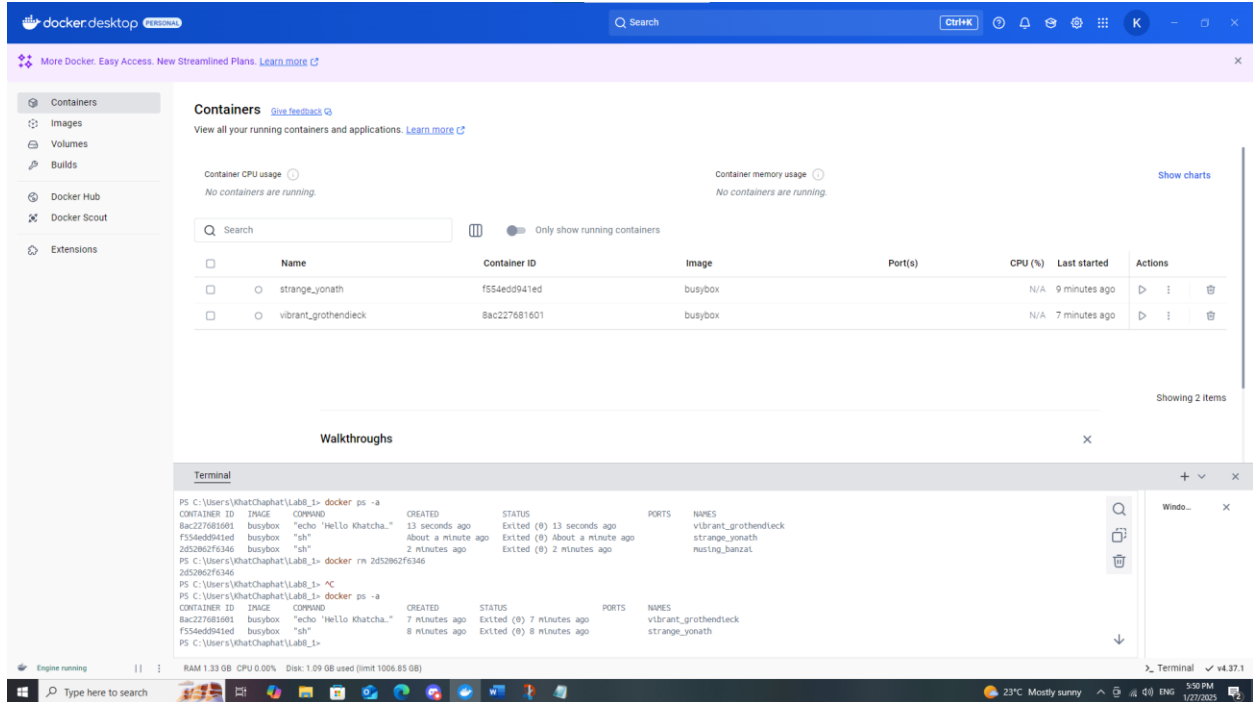 docker.desktop PERSONAL Search Ctrl+K K
More Docker. Easy Access. New Streamlined Plans. Learn more
Containers
Images
Volumes
Builds
Docker Hub
Docker Scout
Extensions
Containers Give feedback
View all your running containers and applications. Learn more
Container CPU usage
No containers are running.
Container memory usage
No containers are running.
Show charts
Search
Only show running containers
Name Container ID Image Port(s) CPU (%) Last started Actions
strange_yonath f554edd941ed busybox N/A 9 minutes ago
vibrant_grothendieck 8ac227681601 busybox N/A 7 minutes ago
Showing 2 items
Walkthroughs
Terminal
PS C:\Users\KhatChaphat\Lab8_1> docker ps -a
CONTAINER ID IMAGE COMMAND CREATED STATUS PORTS NAMES
8ac227681601 busybox "echo 'Hello Khatcha…" 13 seconds ago Exited (0) 13 seconds ago vibrant_grothendieck
f554edd941ed busybox "sh" About a minute ago Exited (0) About a minute ago strange_yonath
2d52062f6346 busybox "sh" 2 minutes ago Exited (0) 2 minutes ago musing_banzai
PS C:\Users\KhatChaphat\Lab8_1> docker rm 2d52062f6346
2d52062f6346
PS C:\Users\KhatChaphat\Lab8_1> ^C
PS C:\Users\KhatChaphat\Lab8_1> docker ps -a
CONTAINER ID IMAGE COMMAND CREATED STATUS PORTS NAMES
8ac227681601 busybox "echo 'Hello Khatcha…" 7 minutes ago Exited (0) 7 minutes ago vibrant_grothendieck
f554edd941ed busybox "sh" 8 minutes ago Exited (0) 8 minutes ago strange_yonath
PS C:\Users\KhatChaphat\Lab8_1>
Windo...
Engine running RAM 1.33 GB CPU 0.00% Disk: 1.09 GB used (limit 1006.85 GB) Terminal v4.37.1
Type here to search 23°C Mostly sunny ENG 5:50 PM
1/27/2025
2